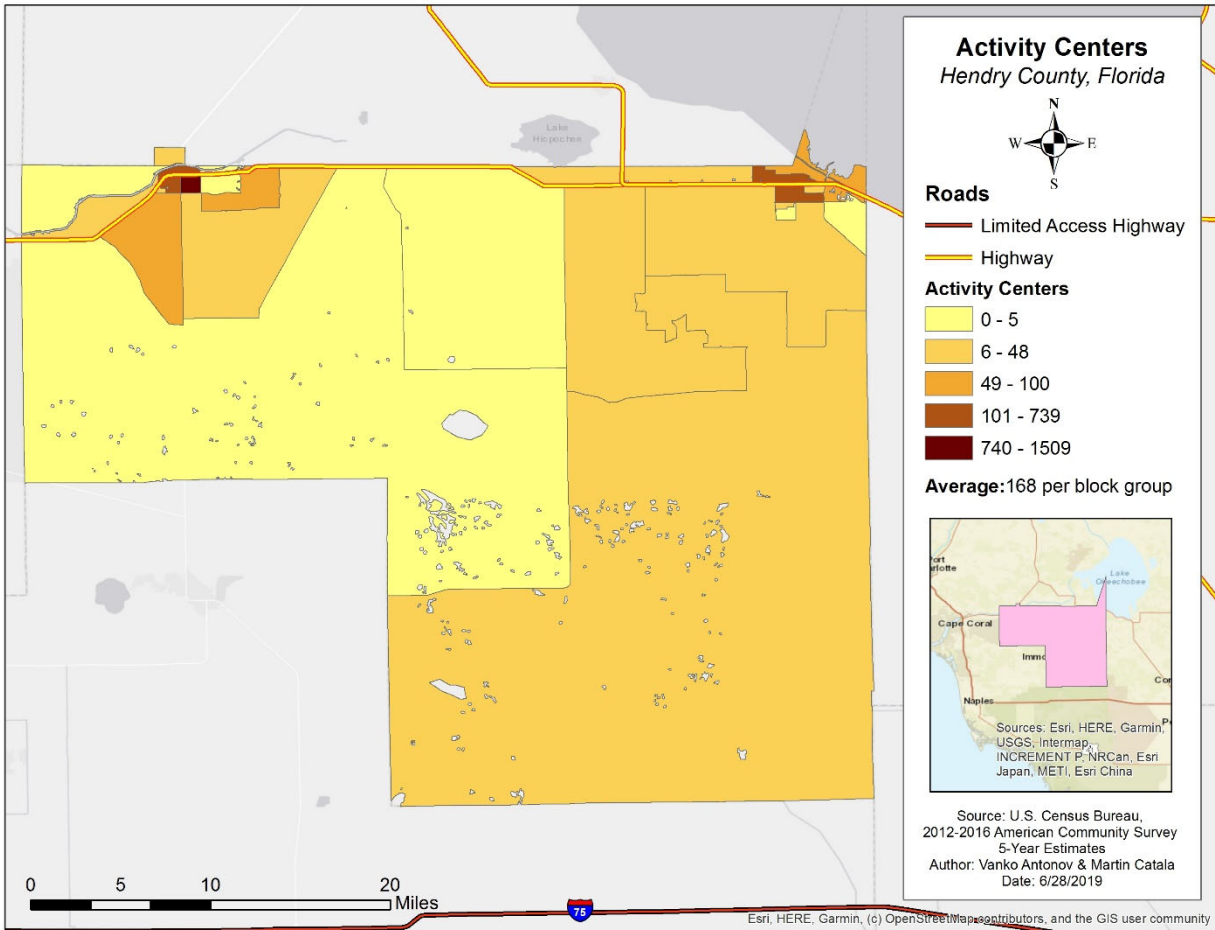 Lake
Hicpochee
Activity Centers
Hendry County, Florida
N
W
E
S
Roads
Limited Access Highway
Highway
Activity Centers
0 - 5
6 - 48
49 - 100
101 - 739
740 - 1509
Average:168 per block group
Port
arlotte
Lake
Okeechobee
Cape Coral
Immo
Naples
Cor
Sources: Esri, HERE, Garmin,
USGS, Intermap,
INCREMENT P, NRCan, Esri
Japan, METI, Esri China
Source: U.S. Census Bureau,
2012-2016 American Community Survey
5-Year Estimates
Author: Vanko Antonov & Martin Catala
Date: 6/28/2019
0 5 10 20
Miles
75
Esri, HERE, Garmin, (c) OpenStreetMap contributors, and the GIS user community